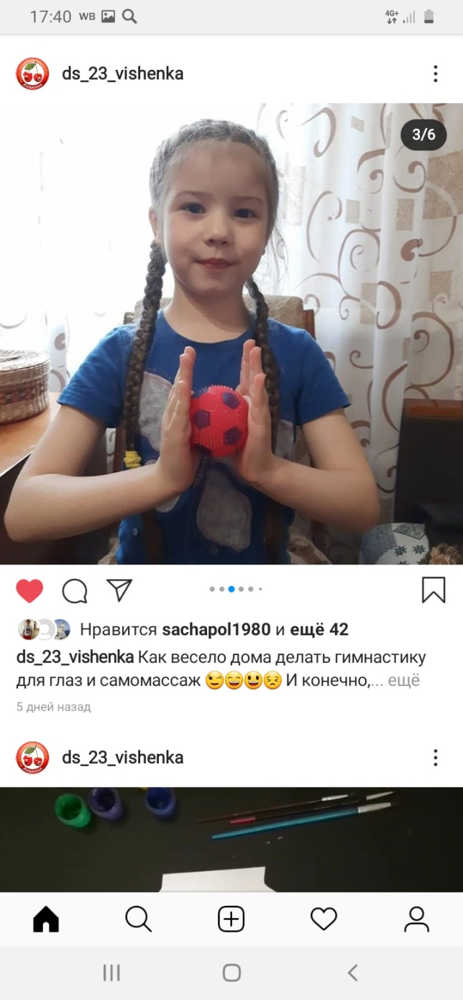 17:40 WB 4G+
ds_23_vishenka
3/6
Нравится sachapol1980 и ещё 42
ds_23_vishenka Как весело дома делать гимнастику
для глаз и самомассаж 😉😄😃😣 И конечно,... ещё
5 дней назад
ds_23_vishenka